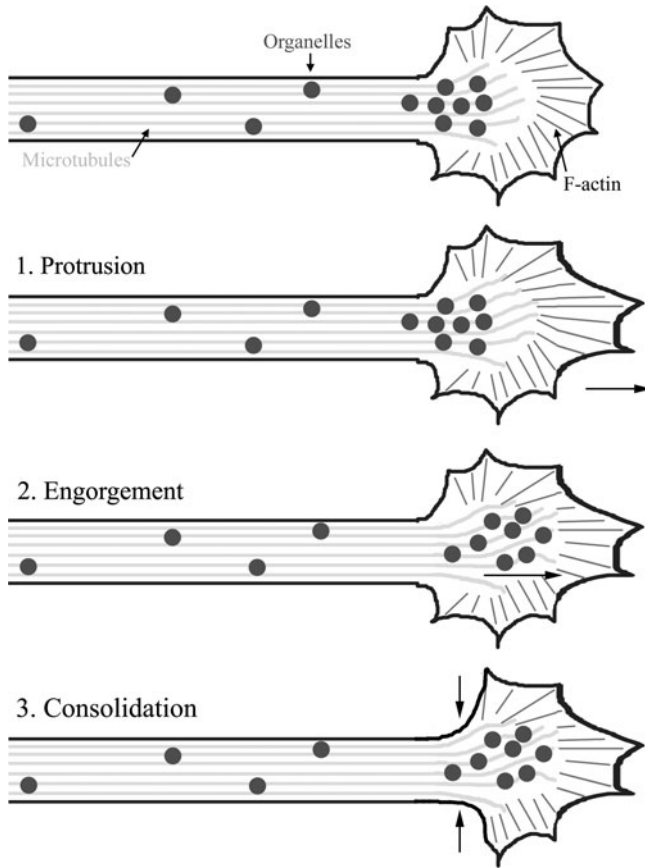 Organelles
Microtubules
F-actin
1. Protrusion
2. Engorgement
3. Consolidation